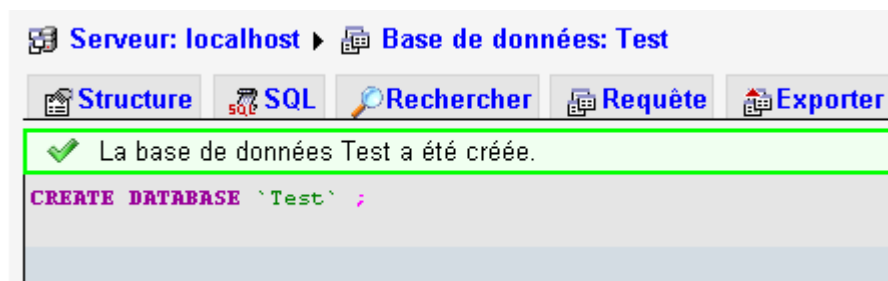 Serveur: localhost ▸ Base de données: Test
Structure SQL Rechercher Requête Exporter
La base de données Test a été créée.
CREATE DATABASE `Test` ;